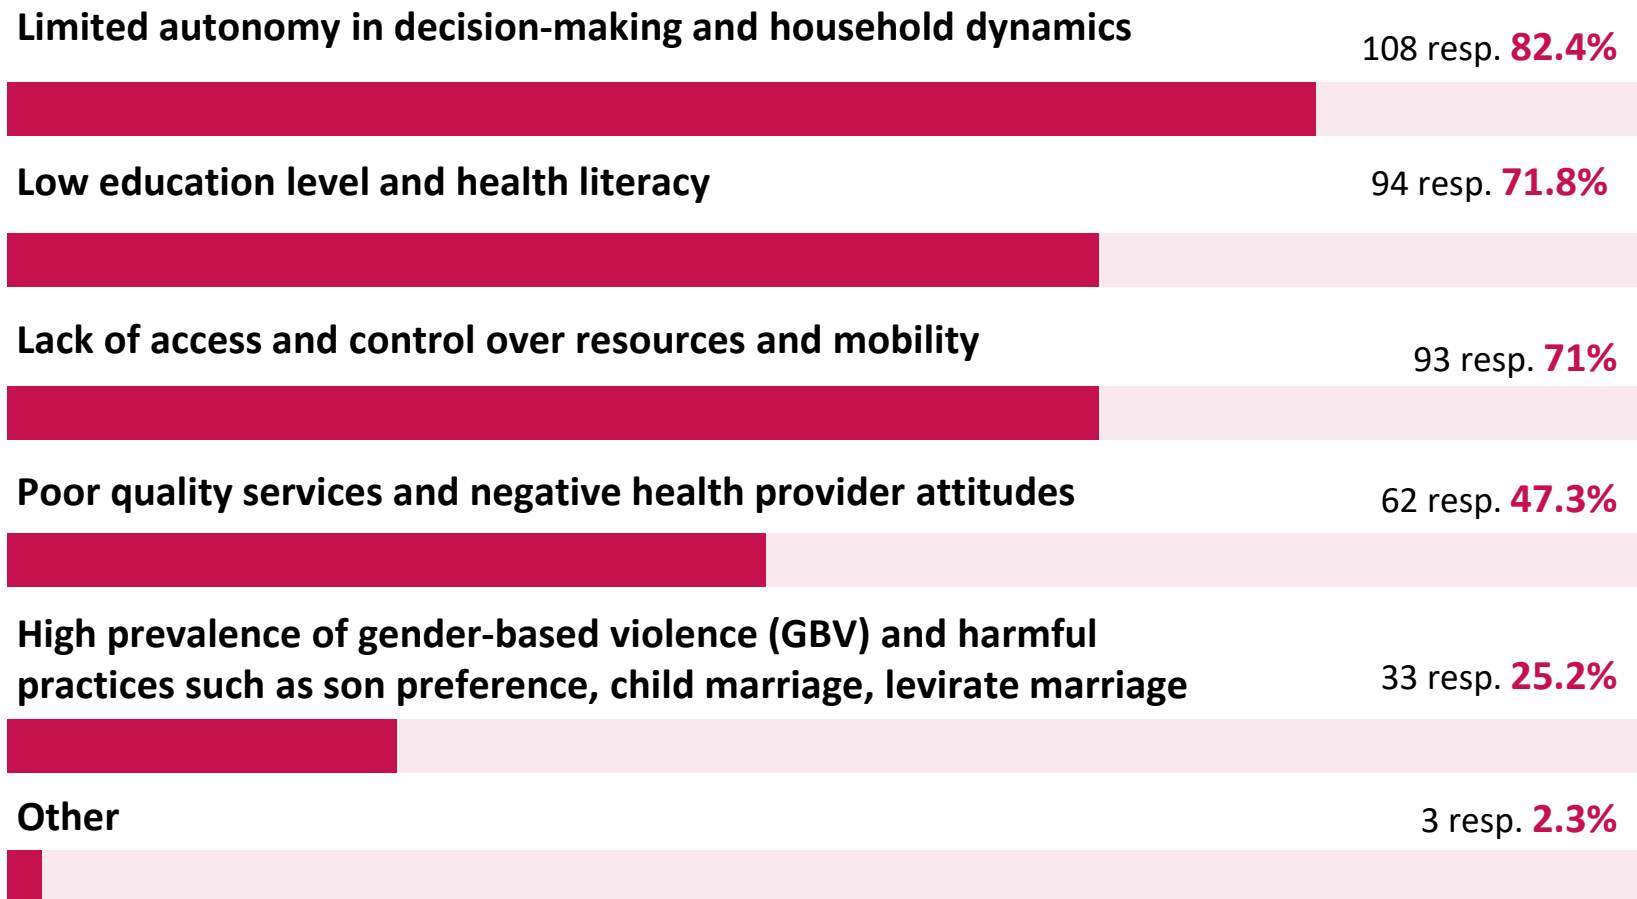 Limited autonomy in decision-making and household dynamics
108 resp. 82.4%
Low education level and health literacy
94 resp. 71.8%
Lack of access and control over resources and mobility
93 resp. 71%
Poor quality services and negative health provider attitudes
62 resp. 47.3%
High prevalence of gender-based violence (GBV) and harmful
practices such as son preference, child marriage, levirate marriage
33 resp. 25.2%
Other
3 resp. 2.3%